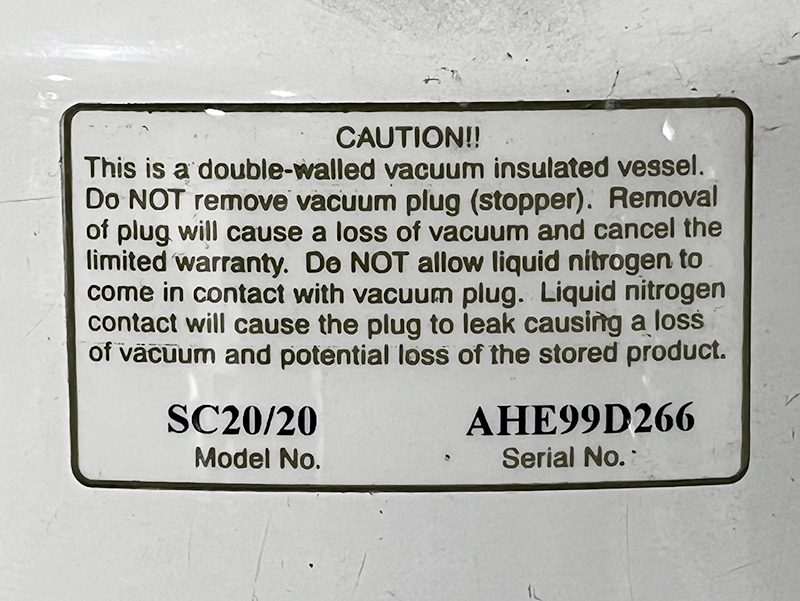 CAUTION!!
This is a double-walled vacuum insulated vessel.
Do NOT remove vacuum plug (stopper). Removal
of plug will cause a loss of vacuum and cancel the
limited warranty. Do NOT allow liquid nitrogen to
come in contact with vacuum plug. Liquid nitrogen
contact will cause the plug to leak causing a loss
of vacuum and potential loss of the stored product.
SC20/20 AHE99D266
Model No. Serial No.